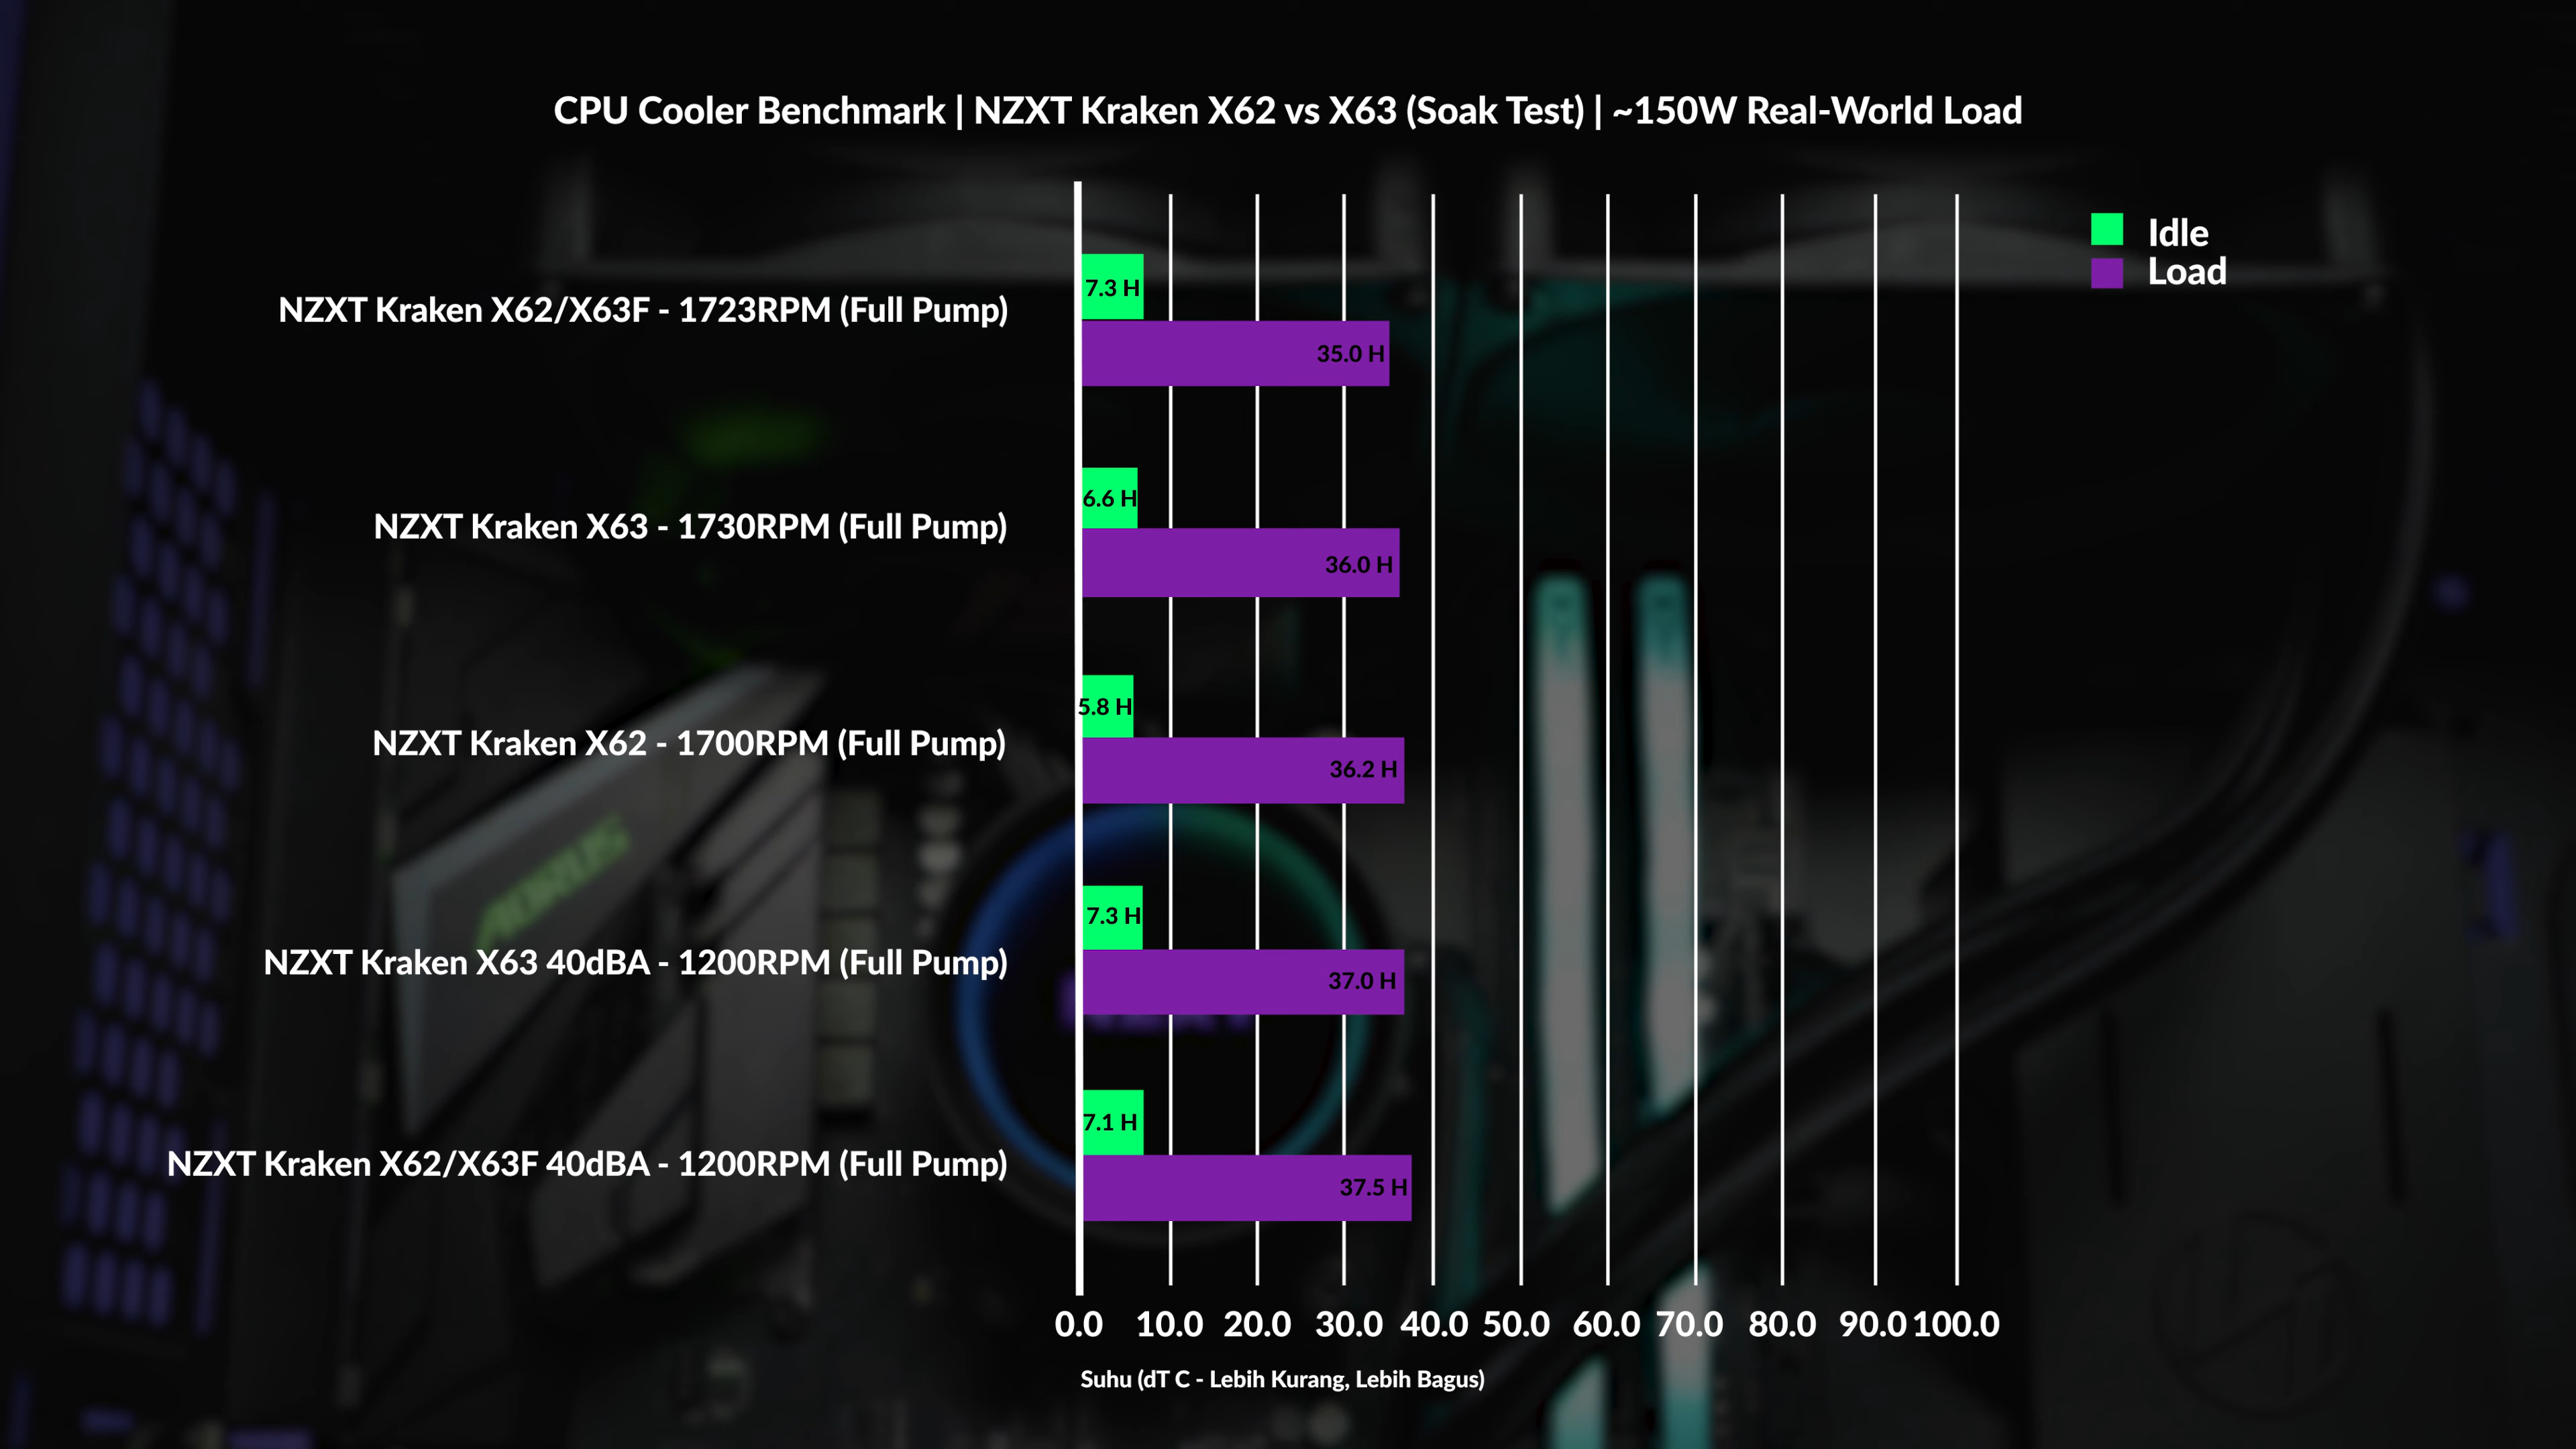 CPU Cooler Benchmark | NZXT Kraken X62 vs X63 (Soak Test) | ~150W Real-World Load
Idle
Load
NZXT Kraken X62/X63F - 1723RPM (Full Pump)
7.3 H
35.0 H
NZXT Kraken X63 - 1730RPM (Full Pump)
6.6 H
36.0 H
NZXT Kraken X62 - 1700RPM (Full Pump)
5.8 H
36.2 H
AORUS
NZXT Kraken X63 40dBA - 1200RPM (Full Pump)
7.3 H
37.0 H
NZXT Kraken X62/X63F 40dBA - 1200RPM (Full Pump)
7.1 H
37.5 H
0.0 10.0 20.0 30.0 40.0 50.0 60.0 70.0 80.0 90.0 100.0
Suhu (dT C - Lebih Kurang, Lebih Bagus)